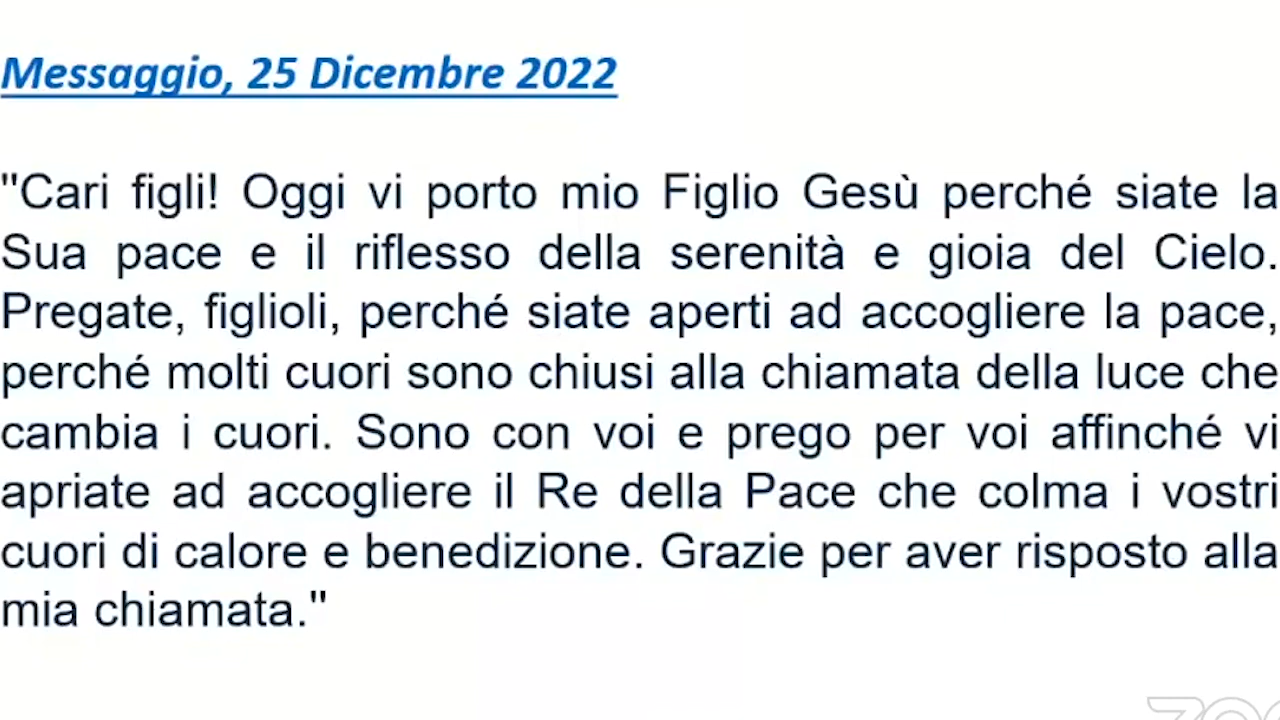 Messaggio, 25 Dicembre 2022
"Cari figli! Oggi vi porto mio Figlio Gesù perché siate la
Sua pace e il riflesso della serenità e gioia del Cielo.
Pregate, figlioli, perché siate aperti ad accogliere la pace,
perché molti cuori sono chiusi alla chiamata della luce che
cambia i cuori. Sono con voi e prego per voi affinché vi
apriate ad accogliere il Re della Pace che colma i vostri
cuori di calore e benedizione. Grazie per aver risposto alla
mia chiamata."